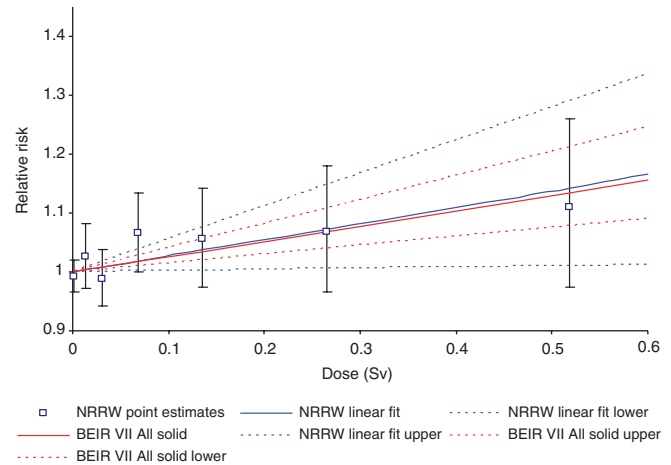 1.4
1.3
1.2
1.1
1
0.9
Relative risk
0 0.1 0.2 0.3 0.4 0.5 0.6
Dose (Sv)
NRRW point estimates NRRW linear fit NRRW linear fit lower
BEIR VII All solid NRRW linear fit upper BEIR VII All solid upper
BEIR VII All solid lower